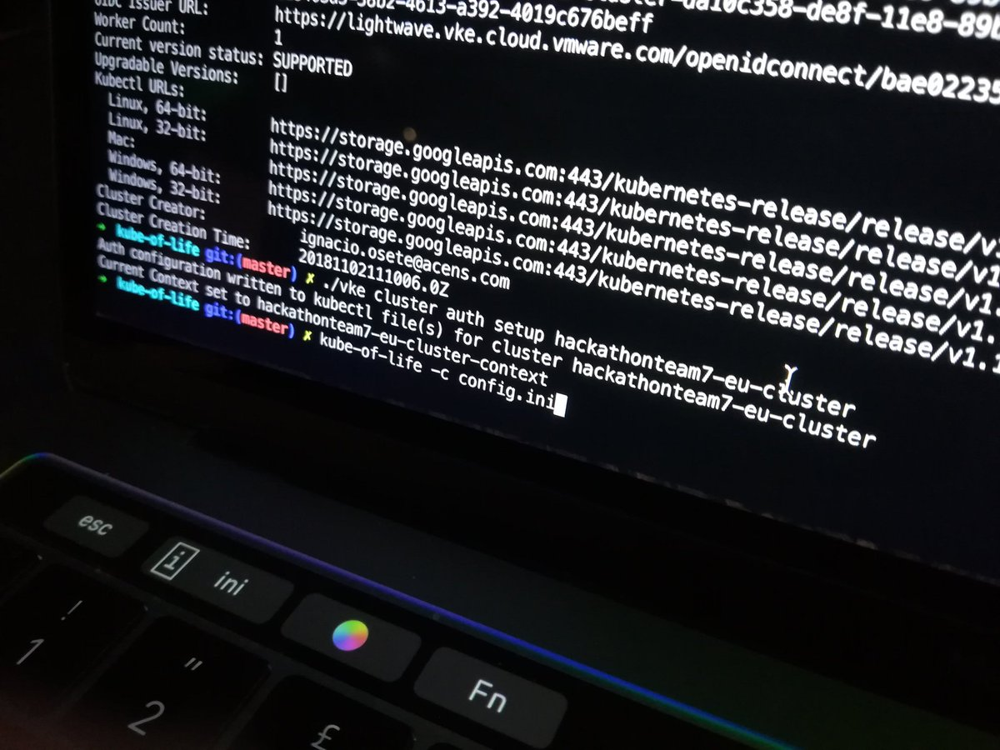 da10c358-de8f-11e8-89
4613-a392-4019c676beff
OIDC Issuer URL: https://lightwave.vke.cloud.vmware.com/openidconnect/bae02235
Worker Count: 1
Current version status: SUPPORTED
Upgradable Versions: []
Kubectl URLs:
Linux, 64-bit: https://storage.googleapis.com:443/kubernetes-release/release/v
Linux, 32-bit: https://storage.googleapis.com:443/kubernetes-release/release/v1
Mac: https://storage.googleapis.com:443/kubernetes-release/release/v1.
Windows, 64-bit: https://storage.googleapis.com:443/kubernetes-release/release/v1.
Windows, 32-bit: https://storage.googleapis.com:443/kubernetes-release/release/v1.1
Cluster Creator: ignacio.osete@acens.com
Cluster Creation Time: 20181102111006.0Z
➜ kube-of-life git:(master) ✗ ./vke cluster auth setup hackathonteam7-eu-cluster
Auth configuration written to kubectl file(s) for cluster hackathonteam7-eu-cluster
Current Context set to hackathonteam7-eu-cluster-context
➜ kube-of-life git:(master) ✗ kube-of-life -c config.ini
esc
i ini
Fn
!
1
"
2
£